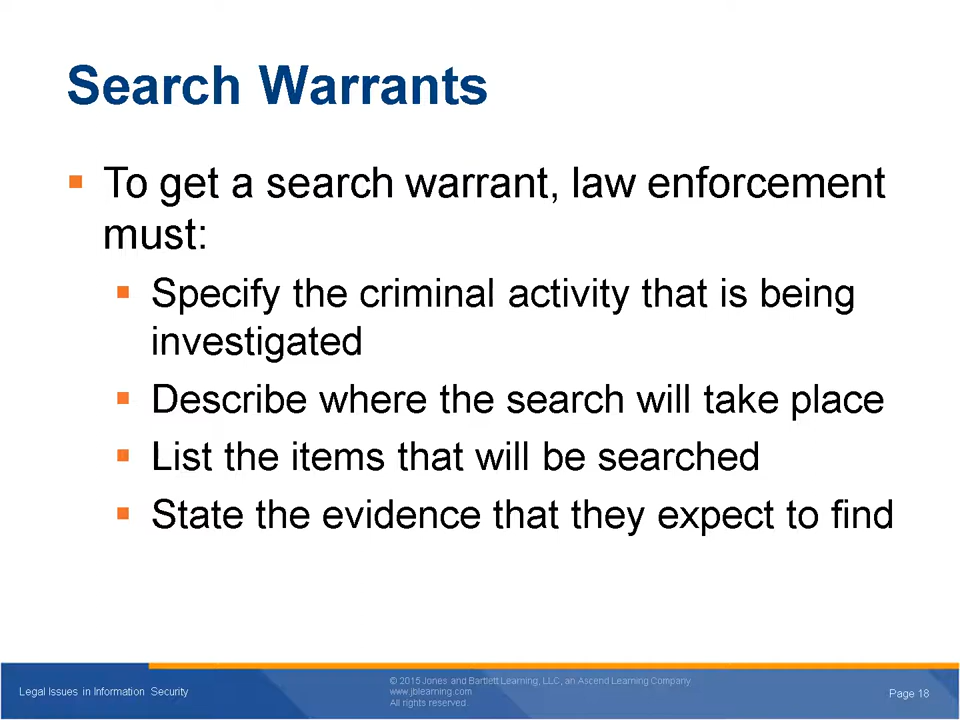 Search Warrants
To get a search warrant, law enforcement
must:
Specify the criminal activity that is being
investigated
Describe where the search will take place
List the items that will be searched
State the evidence that they expect to find
Legal Issues in Information Security
© 2015 Jones and Bartlett Learning, LLC, an Ascend Learning Company
www.jblearning.com
All rights reserved.
Page 18